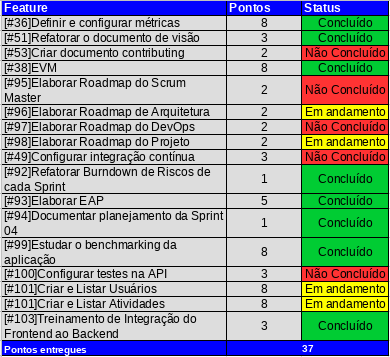 Feature Pontos Status
[#36]Definir e configurar métricas 8 Concluído
[#51]Refatorar o documento de visão 3 Concluído
[#53]Criar documento contributing 2 Não Concluído
[#38]EVM 8 Concluído
[#95]Elaborar Roadmap do Scrum
Master 2 Não Concluído
[#96]Elaborar Roadmap de Arquitetura 2 Em andamento
[#97]Elaborar Roadmap do DevOps 2 Não Concluído
[#98]Elaborar Roadmap do Projeto 2 Em andamento
[#49]Configurar integração contínua 3 Não Concluído
[#92]Refatorar Burndown de Riscos de
cada Sprint 1 Concluído
[#93]Elaborar EAP 5 Concluído
[#94]Documentar planejamento da Sprint
04 1 Concluído
[#99]Estudar o benchmarking da
aplicação 8 Concluído
[#100]Configurar testes na API 3 Não Concluído
[#101]Criar e Listar Usuários 8 Em andamento
[#101]Criar e Listar Atividades 8 Em andamento
[#103]Treinamento de Integração do
Frontend ao Backend 3 Concluído
Pontos entregues 37